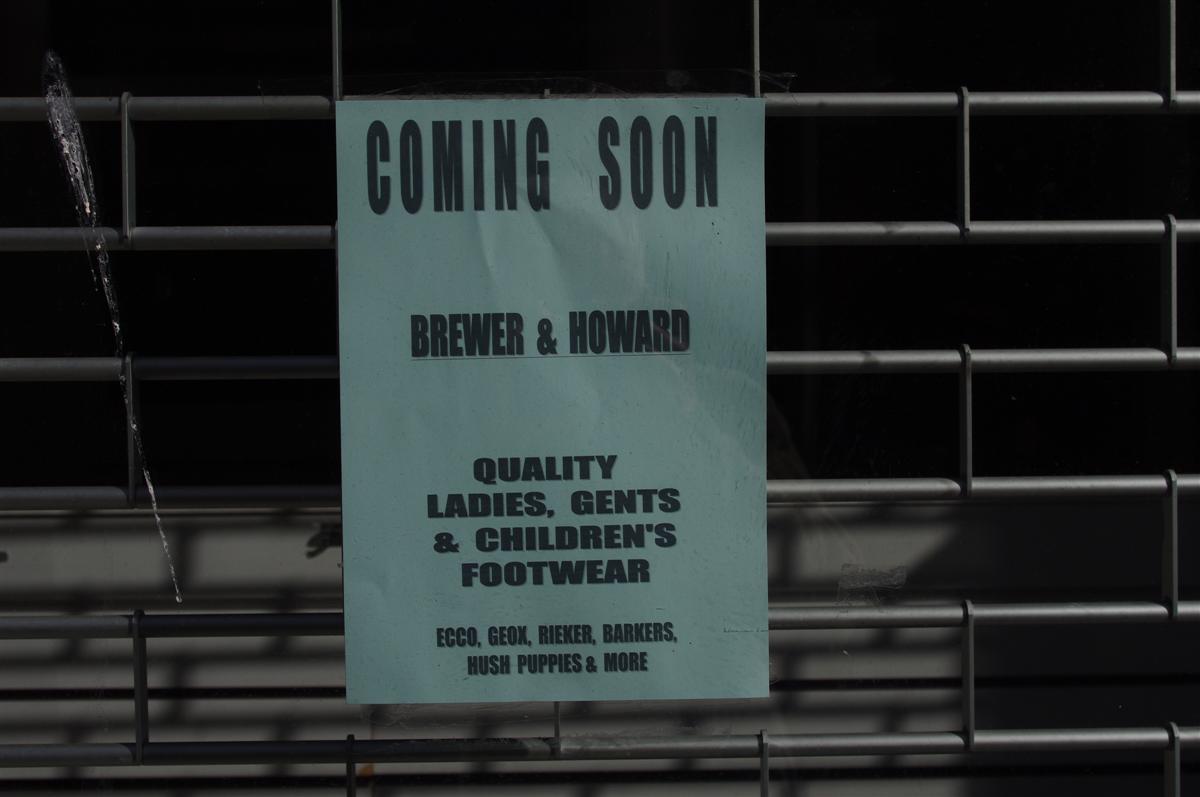 COMING SOON
BREWER & HOWARD
QUALITY
LADIES, GENTS
& CHILDREN'S
FOOTWEAR
ECCO, GEOX, RIEKER, BARKERS,
HUSH PUPPIES & MORE